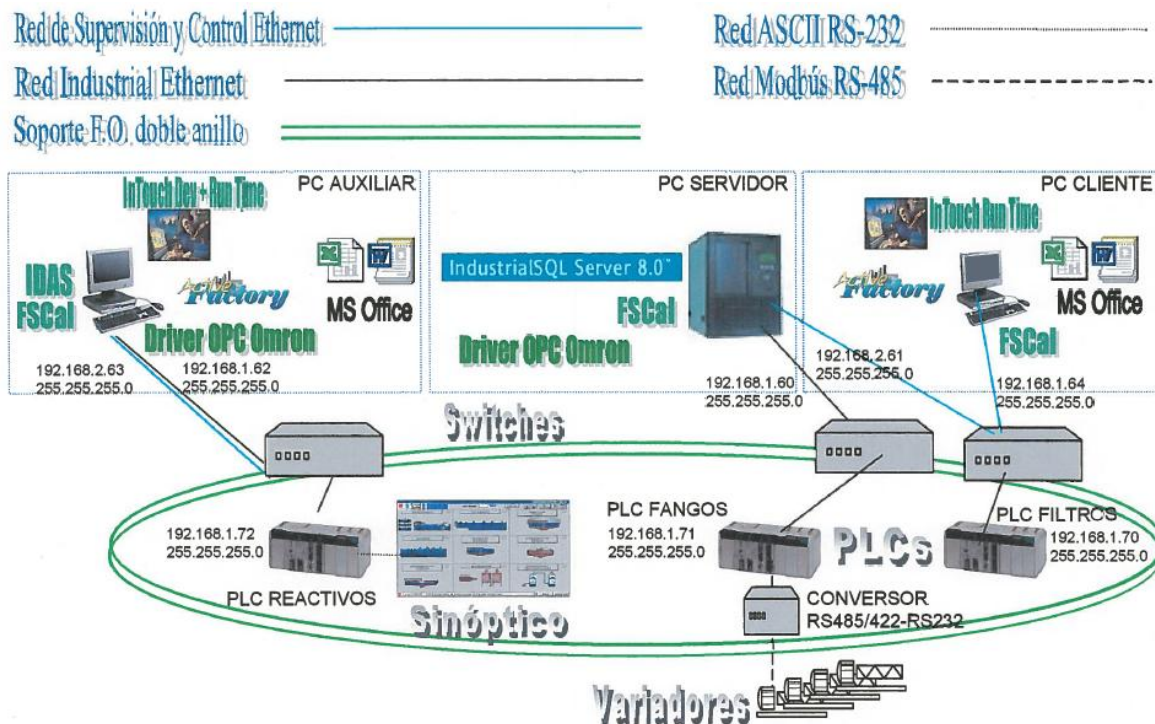 Red de Supervisión y Control Ethernet
Red ASCII RS-232
Red Industrial Ethernet
Red Modbús RS-485
Soporte F.O. doble anillo
PC AUXILIAR
InTouch Dev + Run Time
IDAS
FSCal
ActiveFactory
MS Office
Driver OPC Omron
192.168.2.63
255.255.255.0
192.168.1.62
255.255.255.0
PC SERVIDOR
IndustrialSQL Server 8.0™
FSCal
Driver OPC Omron
192.168.1.60
255.255.255.0
PC CLIENTE
InTouch Run Time
ActiveFactory
MS Office
FSCal
192.168.2.61
255.255.255.0
192.168.1.64
255.255.255.0
Switches
192.168.1.72
255.255.255.0
PLC REACTIVOS
Sinóptico
PLC FANGOS
192.168.1.71
255.255.255.0
PLCs
PLC FILTROS
192.168.1.70
255.255.255.0
CONVERSOR
RS485/422-RS232
Variadores